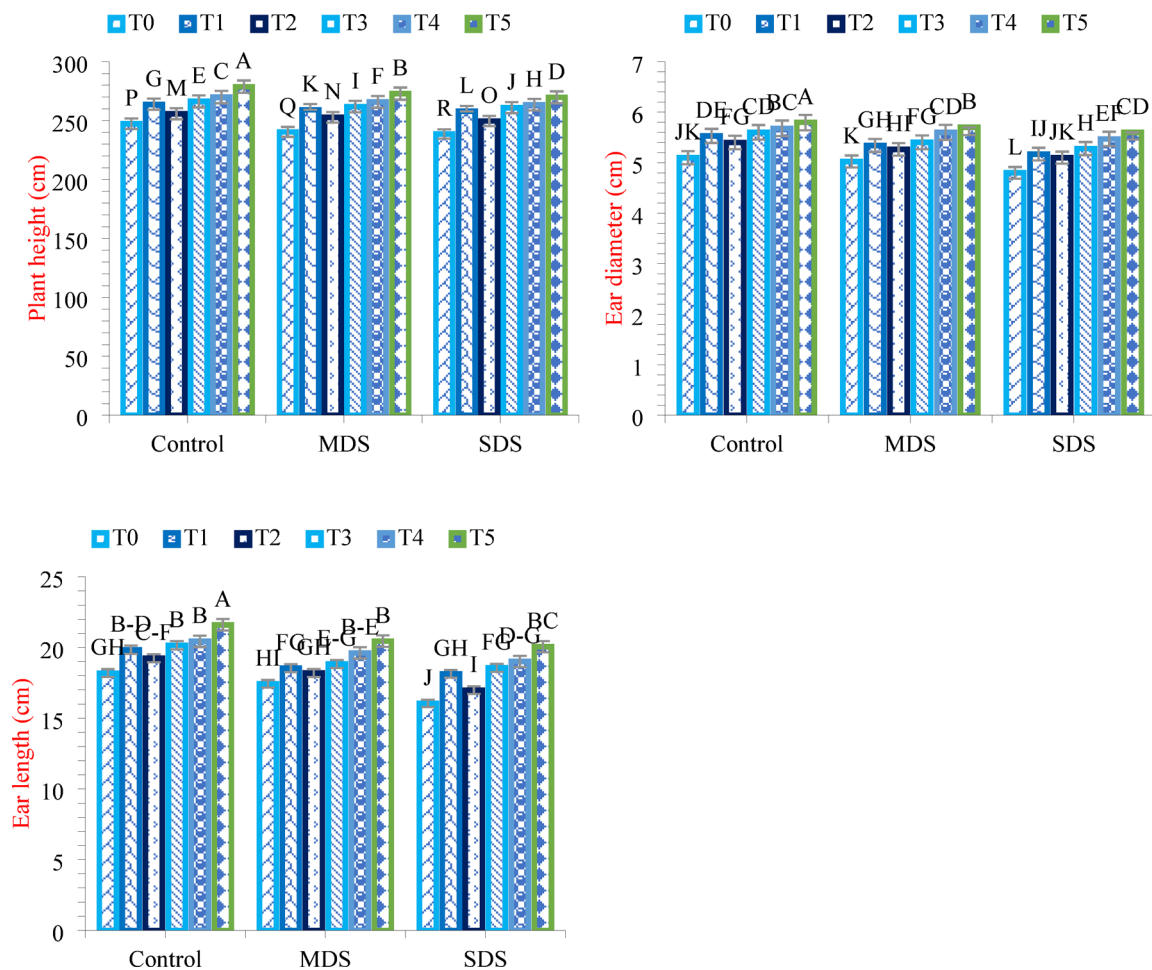 T0 T1 T2 T3 T4 T5
Plant height (cm)
300
250
200
150
100
50
0
P G M E C A
Q K N I F B
R L O J H D
Control MDS SDS
T0 T1 T2 T3 T4 T5
Ear diameter (cm)
7
6
5
4
3
2
1
0
JK DE FG CD BC A
K GH HI FG CD B
L IJ JK H EF CD
Control MDS SDS
T0 T1 T2 T3 T4 T5
Ear length (cm)
25
20
15
10
5
0
GH B-D C-F B B A
HI FG GH E-G B-E B
J GH I FG D-G BC
Control MDS SDS